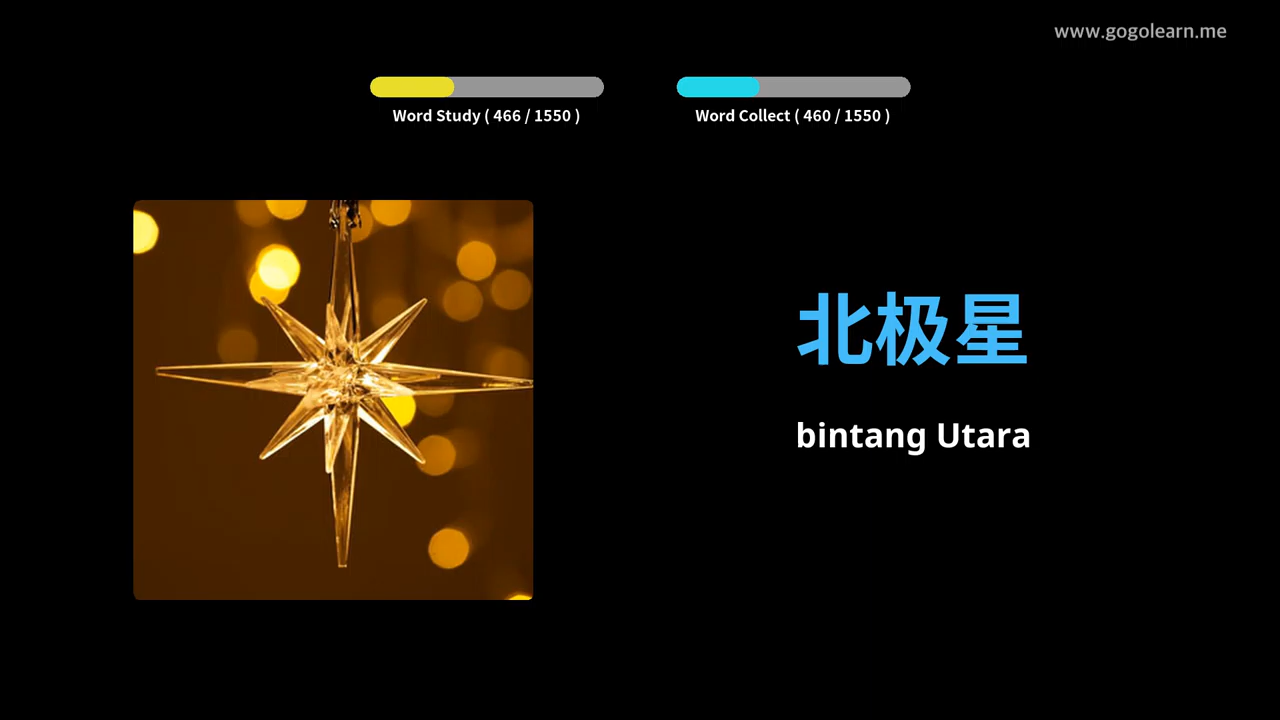 www.gogolearn.me
Word Study ( 466 / 1550 )
Word Collect ( 460 / 1550 )
北极星
bintang Utara